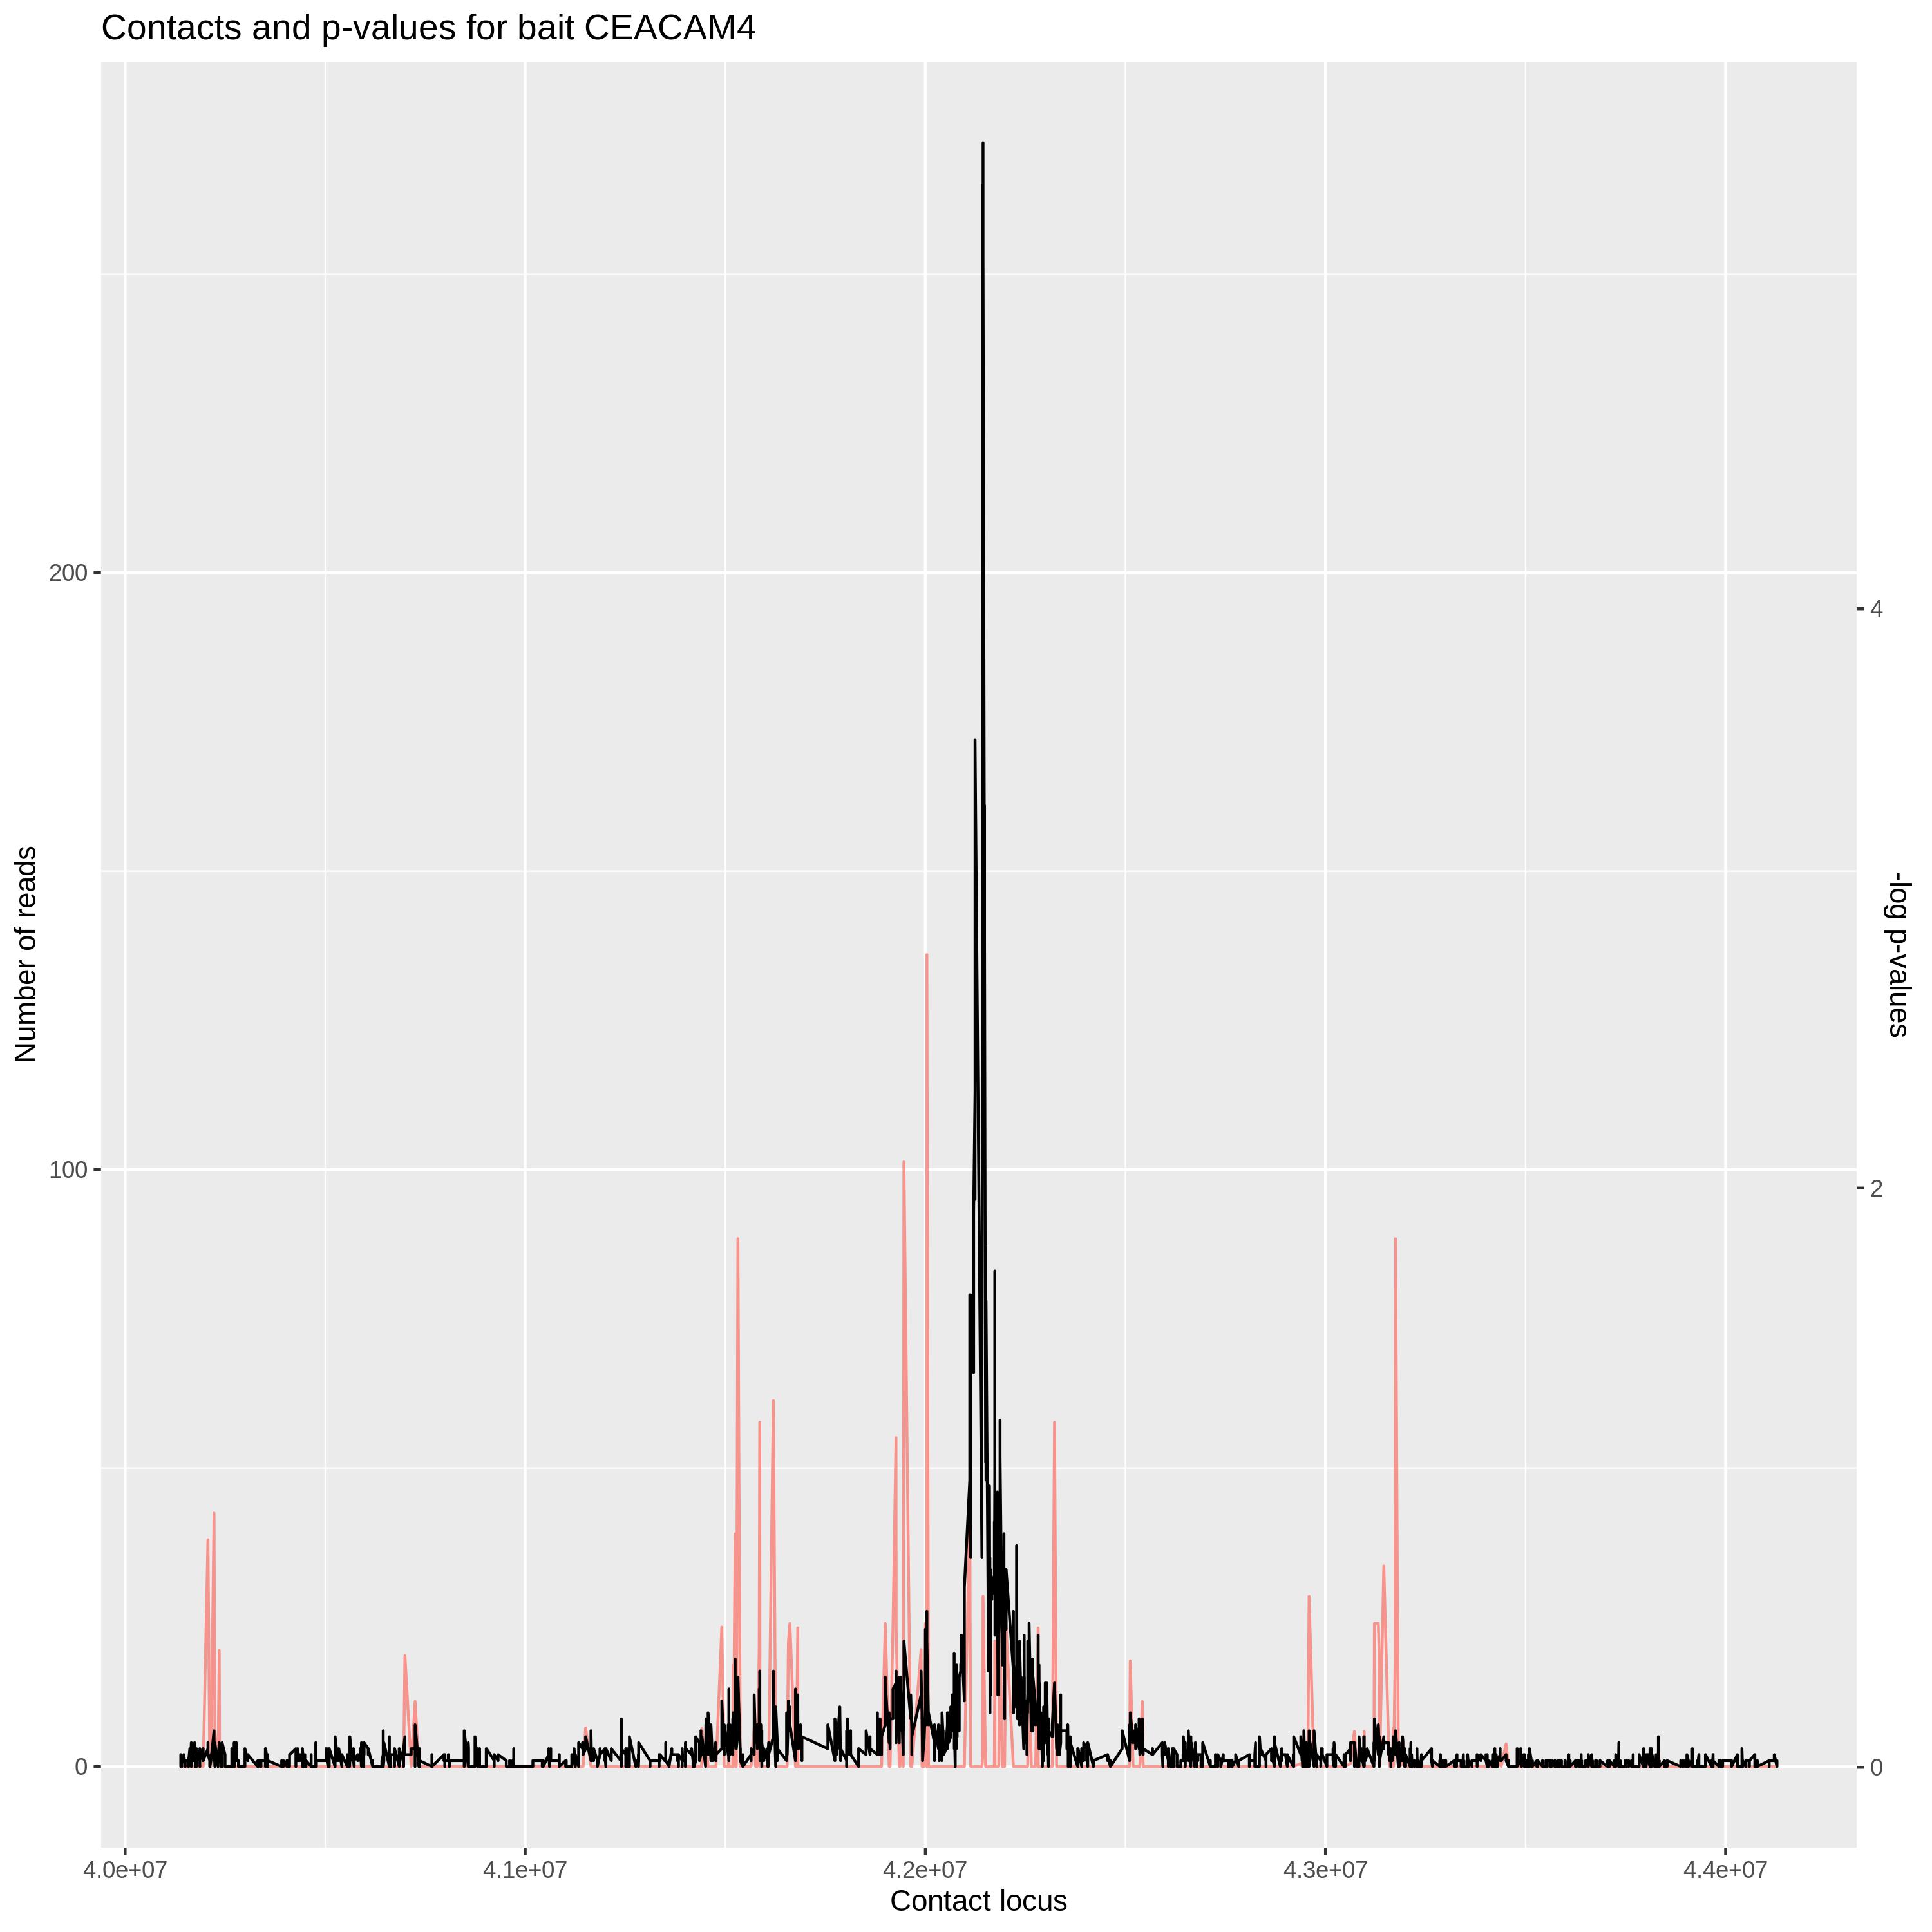 Contacts and p-values for bait CEACAM4
Number of reads
200
100
0
4
2
0
-log p-values
4.0e+07 4.1e+07 4.2e+07 4.3e+07 4.4e+07
Contact locus